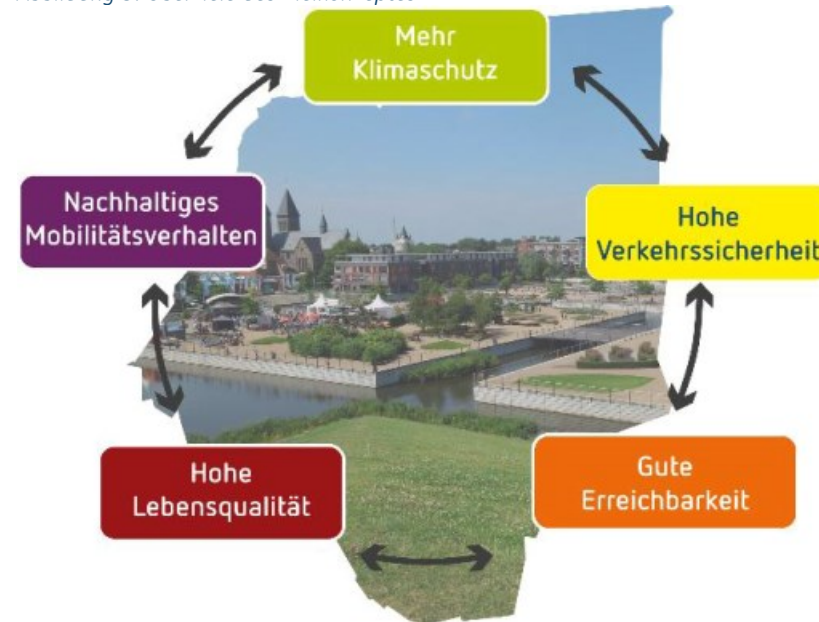 Mehr
Klimaschutz
Nachhaltiges
Mobilitätsverhalten
Hohe
Verkehrssicherheit
Hohe
Lebensqualität
Gute
Erreichbarkeit